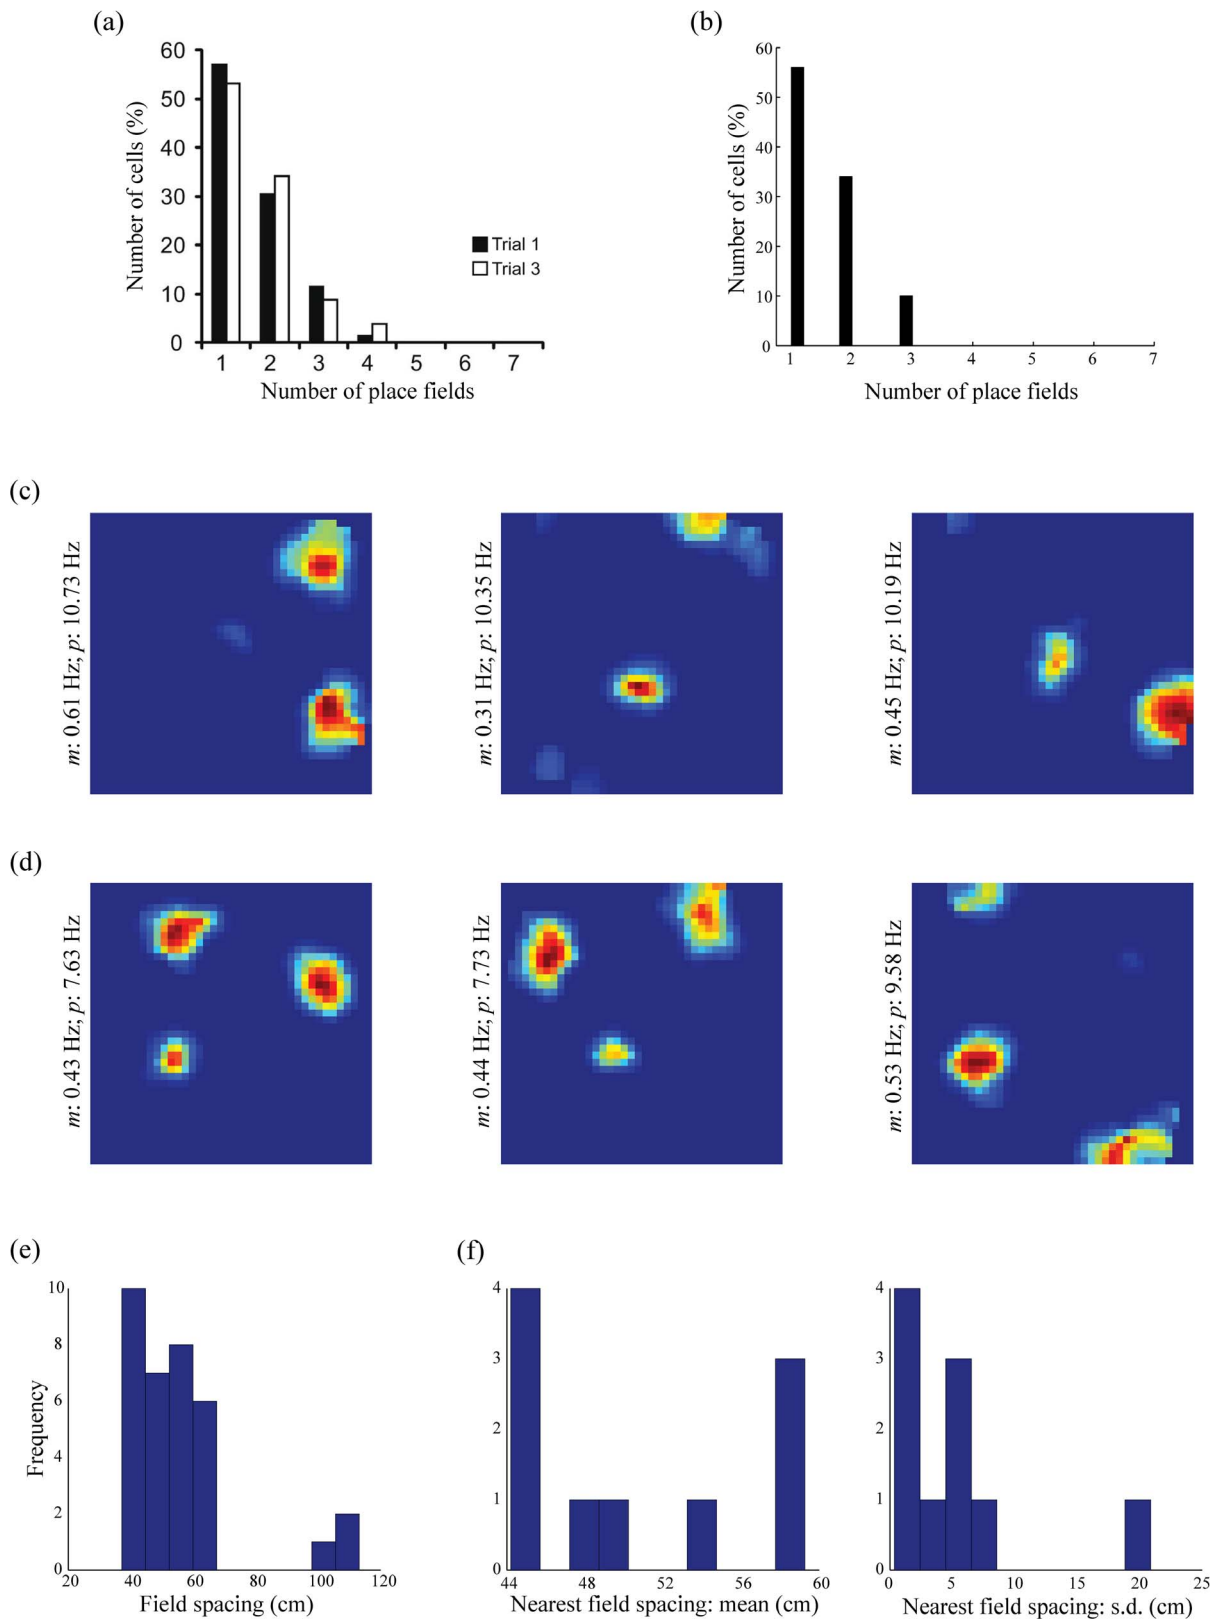 (a)
60
50
40
30
20
10
0
Number of cells (%)
Trial 1
Trial 3
1 2 3 4 5 6 7
Number of place fields
(b)
60
50
40
30
20
10
0
Number of cells (%)
1 2 3 4 5 6 7
Number of place fields
(c)
m: 0.61 Hz; p: 10.73 Hz
m: 0.31 Hz; p: 10.35 Hz
m: 0.45 Hz; p: 10.19 Hz
(d)
m: 0.43 Hz; p: 7.63 Hz
m: 0.44 Hz; p: 7.73 Hz
m: 0.53 Hz; p: 9.58 Hz
(e)
10
8
6
4
2
0
Frequency
20 40 60 80 100 120
Field spacing (cm)
(f)
4
3
2
1
0
44 48 52 56 60
Nearest field spacing: mean (cm)
4
3
2
1
0
0 5 10 15 20 25
Nearest field spacing: s.d. (cm)